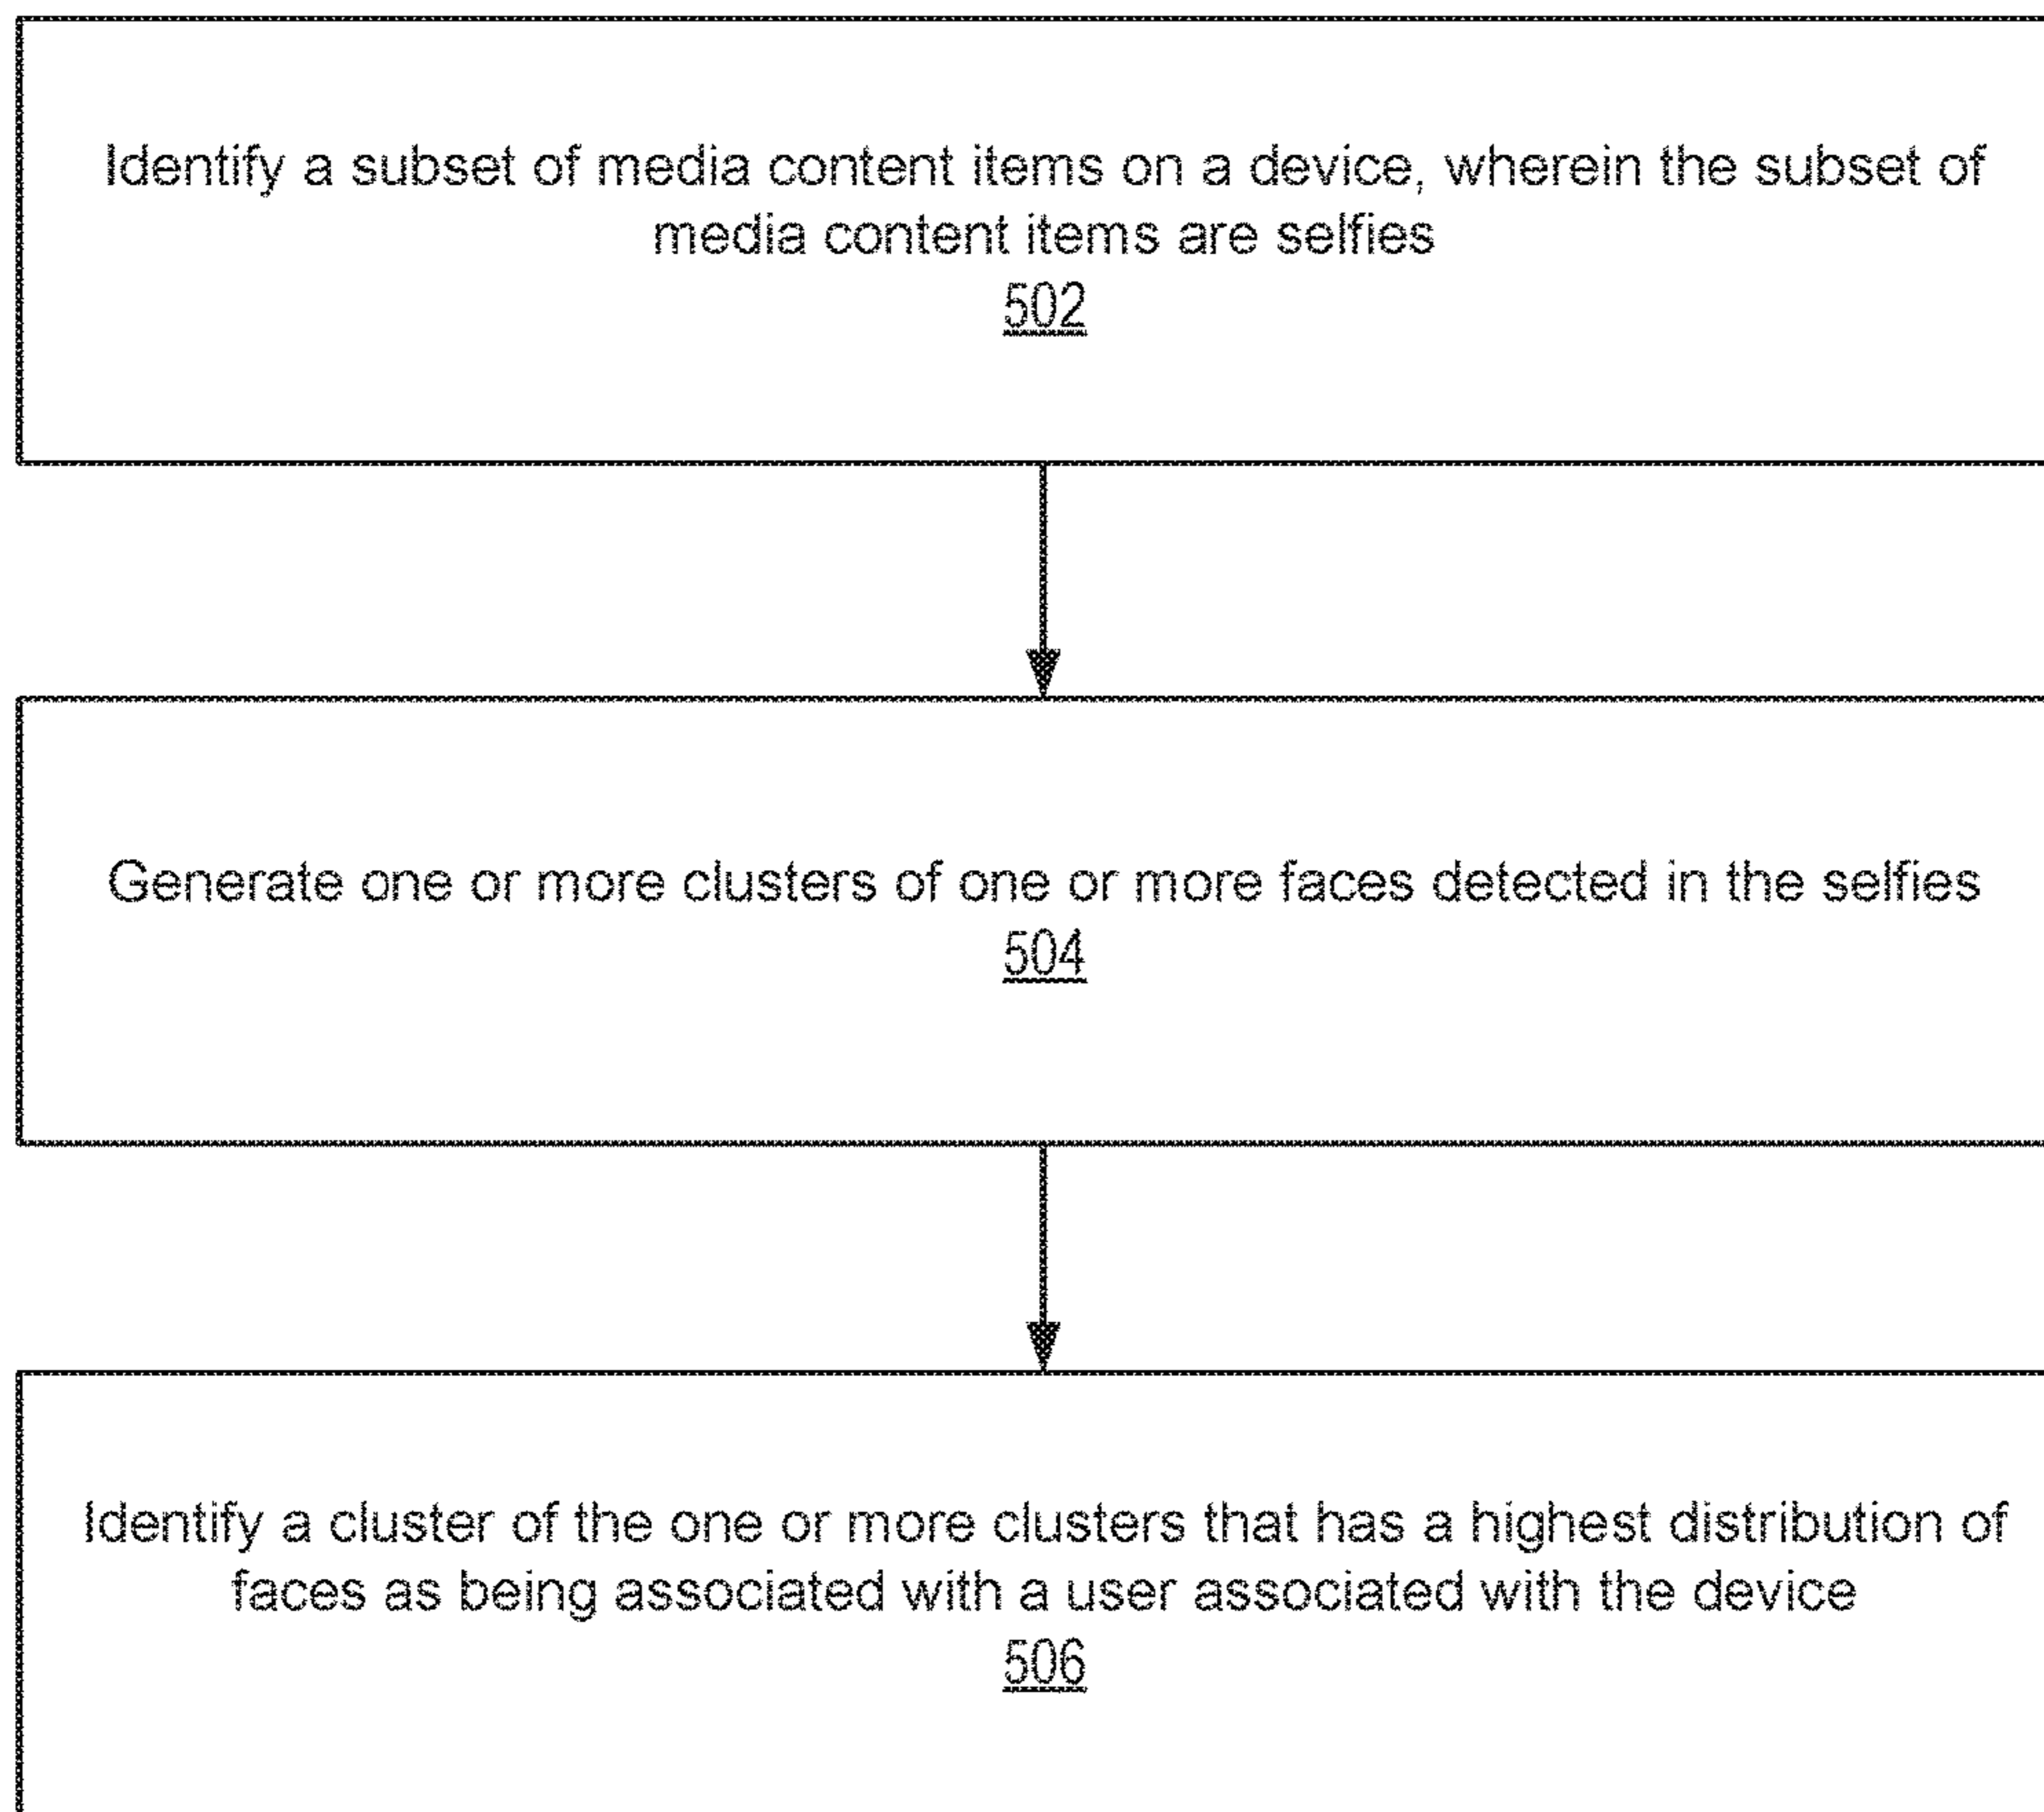 Identify a subset of media content items on a device, wherein the subset of
media content items are selfies
502
Generate one or more clusters of one or more faces detected in the selfies
504
Identify a cluster of the one or more clusters that has a highest distribution of
faces as being associated with a user associated with the device
506